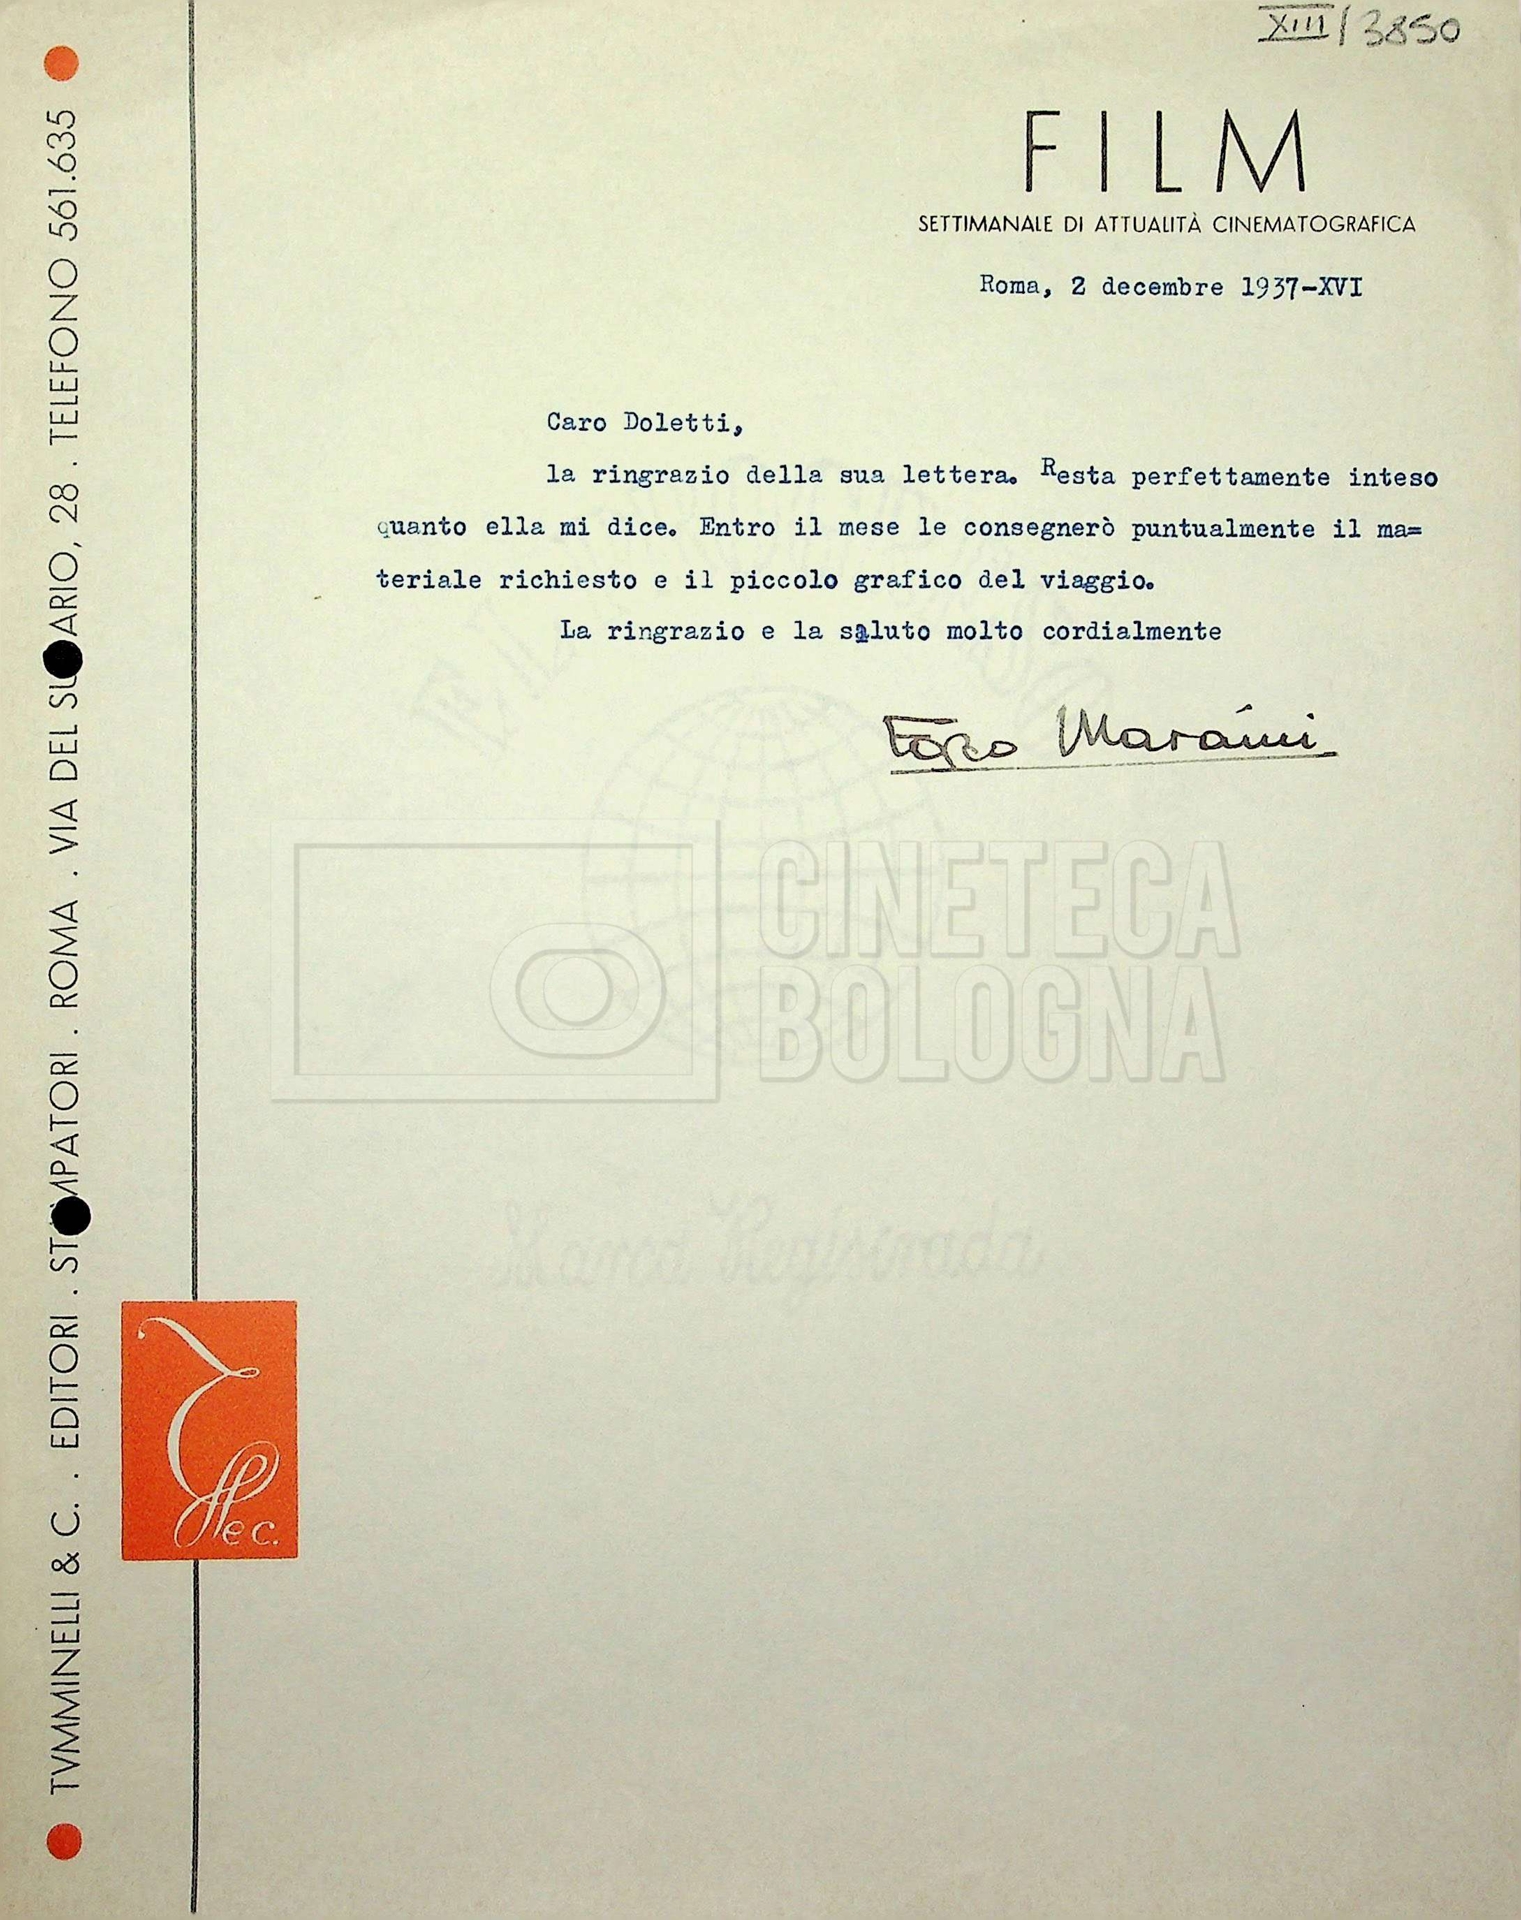 XIII/3850
FILM
SETTIMANALE DI ATTUALITÀ CINEMATOGRAFICA
Roma, 2 decembre 1937-XVI
Caro Doletti,
la ringrazio della sua lettera. Resta perfettamente inteso
quanto ella mi dice. Entro il mese le consegnerò puntualmente il ma=
teriale richiesto e il piccolo grafico del viaggio.
La ringrazio e la saluto molto cordialmente
Fosco Maraini
CINETECA
BOLOGNA
Marca Registrada
TVMMINELLI & C. . EDITORI . STAMPATORI . ROMA . VIA DEL SUDARIO, 28 . TELEFONO 561.635
e c.